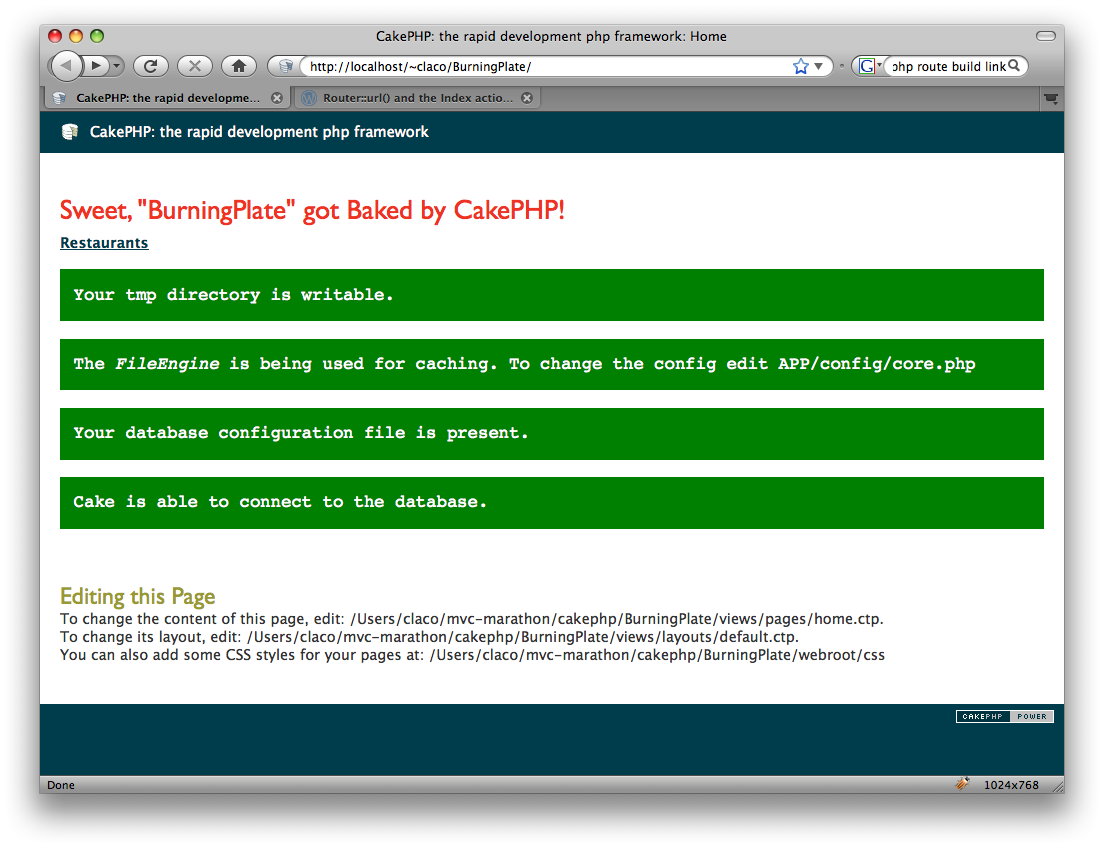 CakePHP: the rapid development php framework: Home
http://localhost/~claco/BurningPlate/
G
php route build link
CakePHP: the rapid developme...
Router::url() and the Index actio...
CakePHP: the rapid development php framework
Sweet, "BurningPlate" got Baked by CakePHP!
Restaurants
Your tmp directory is writable.
The FileEngine is being used for caching. To change the config edit APP/config/core.php
Your database configuration file is present.
Cake is able to connect to the database.
Editing this Page
To change the content of this page, edit: /Users/claco/mvc-marathon/cakephp/BurningPlate/views/pages/home.ctp.
To change its layout, edit: /Users/claco/mvc-marathon/cakephp/BurningPlate/views/layouts/default.ctp.
You can also add some CSS styles for your pages at: /Users/claco/mvc-marathon/cakephp/BurningPlate/webroot/css
CAKEPHP POWER
Done
1024x768